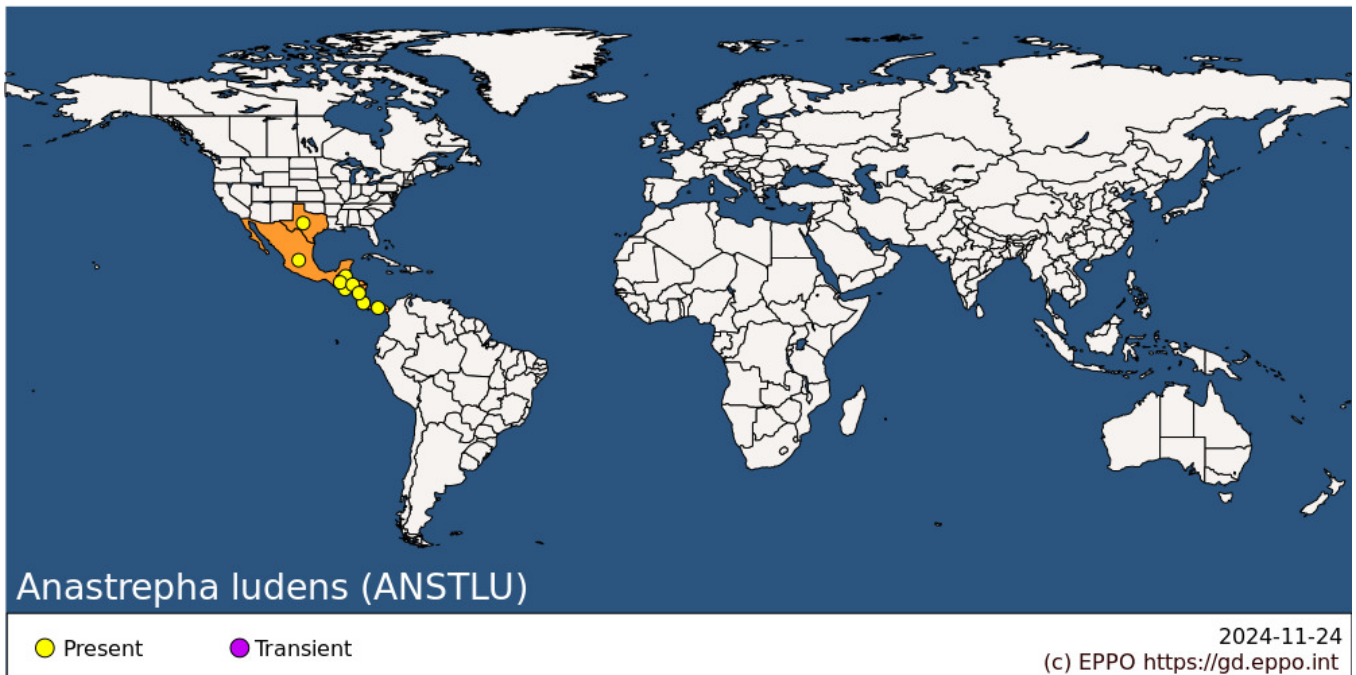 Anastrepha ludens (ANSTLU)
Present
Transient
2024-11-24
(c) EPPO https://gd.eppo.int